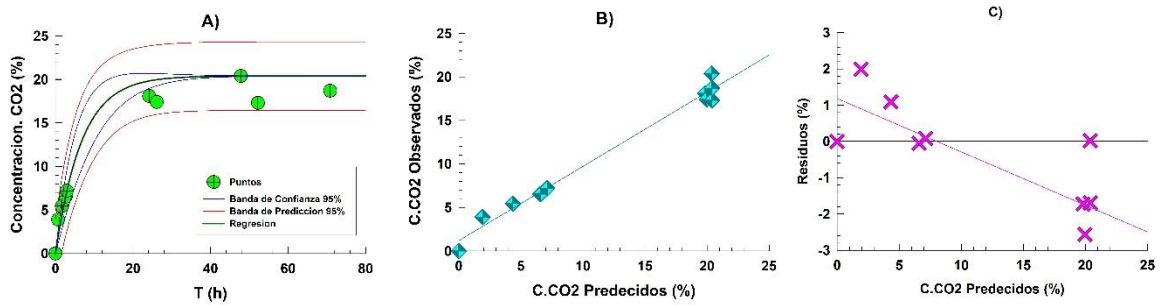 A)
Concentracion. CO2 (%)
25
20
15
10
5
0
Puntos
Banda de Confianza 95%
Banda de Prediccion 95%
Regresion
0 20 40 60 80
T (h)
B)
C.CO2 Observados (%)
25
20
15
10
5
0
0 5 10 15 20 25
C.CO2 Predecidos (%)
C)
Residuos (%)
3
2
1
0
-1
-2
-3
0 5 10 15 20 25
C.CO2 Predecidos (%)